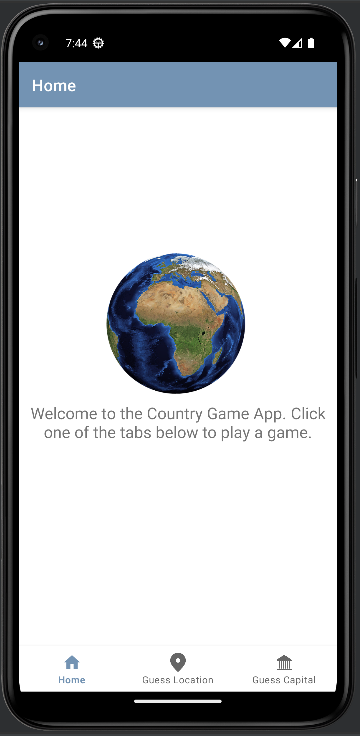 7:44
Home
Welcome to the Country Game App. Click
one of the tabs below to play a game.
Home
Guess Location
Guess Capital